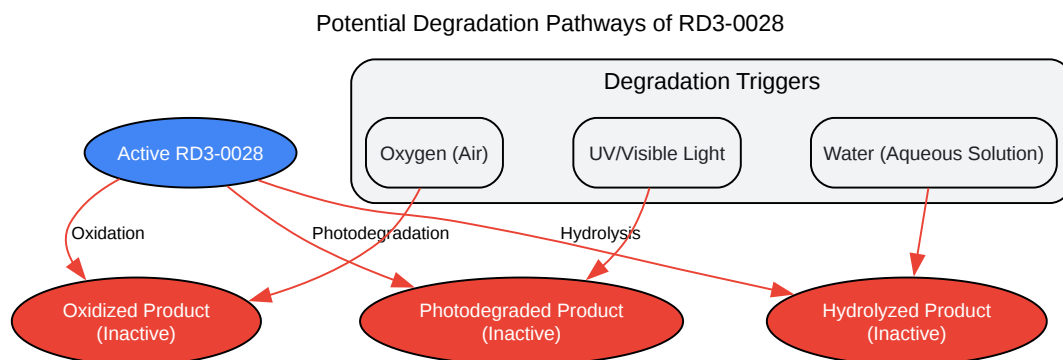 Potential Degradation Pathways of RD3-0028
Degradation Triggers
Active RD3-0028
Oxygen (Air)
UV/Visible Light
Water (Aqueous Solution)
Oxidation
Photodegradation
Hydrolysis
Oxidized Product
(Inactive)
Photodegraded Product
(Inactive)
Hydrolyzed Product
(Inactive)